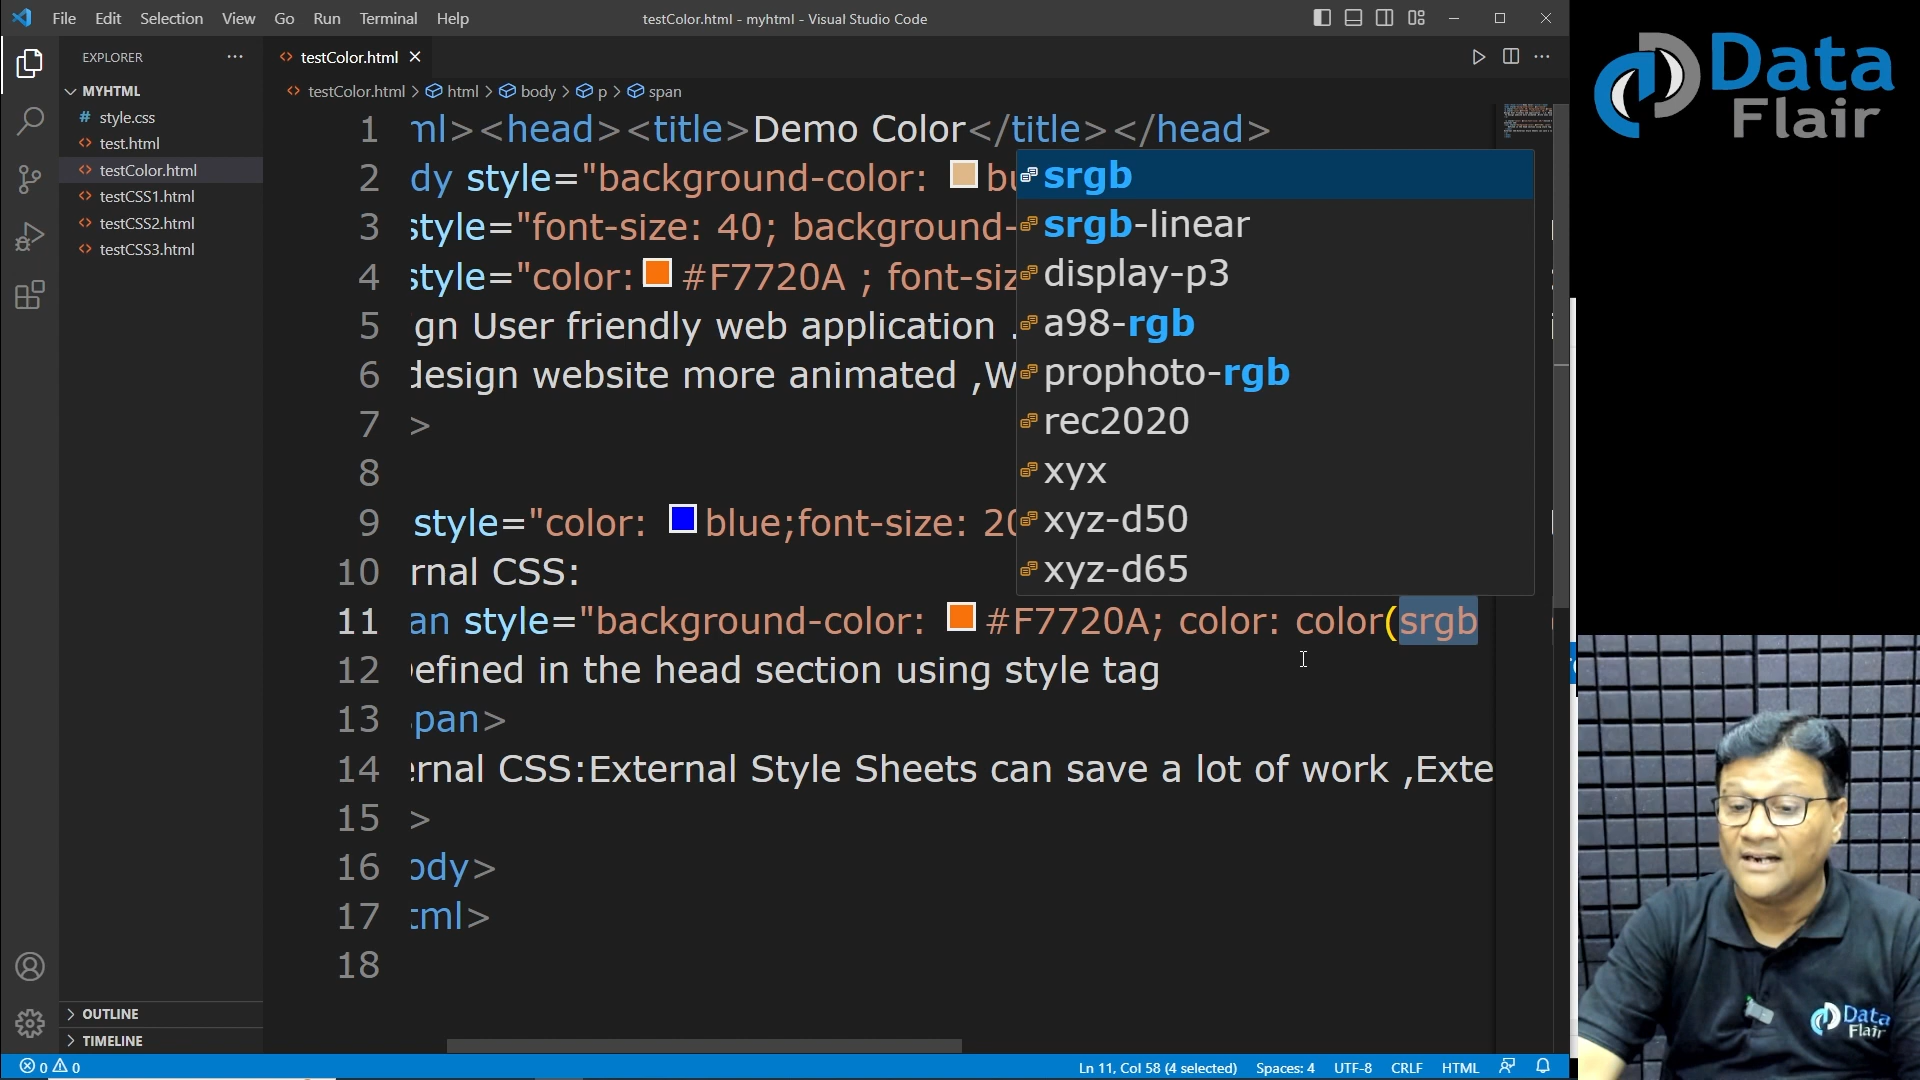 File Edit Selection View Go Run Terminal Help
testColor.html - myhtml - Visual Studio Code
Data
Flair
EXPLORER
testColor.html
MYHTML
testColor.html > html > body > p > span
style.css
test.html
testColor.html
testCSS1.html
testCSS2.html
testCSS3.html
1 ml><head><title>Demo Color</title></head>
2 dy style="background-color: bu
3 style="font-size: 40; background-
4 style="color: #F7720A ; font-siz
5 gn User friendly web application .
6 design website more animated ,W
7 >
8
9 style="color: blue;font-size: 20
10 rnal CSS:
11 an style="background-color: #F7720A; color: color(srgb
12 efined in the head section using style tag
13 span>
14 ernal CSS:External Style Sheets can save a lot of work ,Exte
15 >
16 ody>
17 tml>
18
srgb
srgb-linear
display-p3
a98-rgb
prophoto-rgb
rec2020
xyx
xyz-d50
xyz-d65
OUTLINE
TIMELINE
0 0
Ln 11, Col 58 (4 selected) Spaces: 4 UTF-8 CRLF HTML
Data
Flair